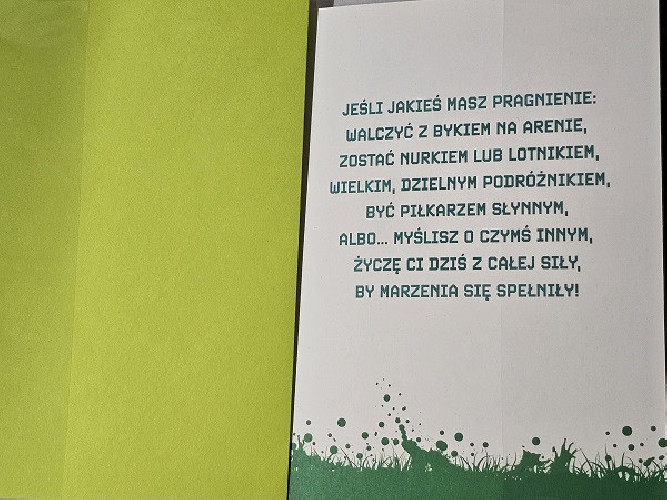 JEŚLI JAKIEŚ MASZ PRAGNIENIE:
WALCZYĆ Z BYKIEM NA ARENIE,
ZOSTAĆ NURKIEM LUB LOTNIKIEM,
WIELKIM, DZIELNYM PODRÓŻNIKIEM,
BYĆ PIŁKARZEM SŁYNNYM,
ALBO... MYŚLISZ O CZYMŚ INNYM,
ŻYCZĘ CI DZIŚ Z CAŁEJ SIŁY,
BY MARZENIA SIĘ SPEŁNIŁY!